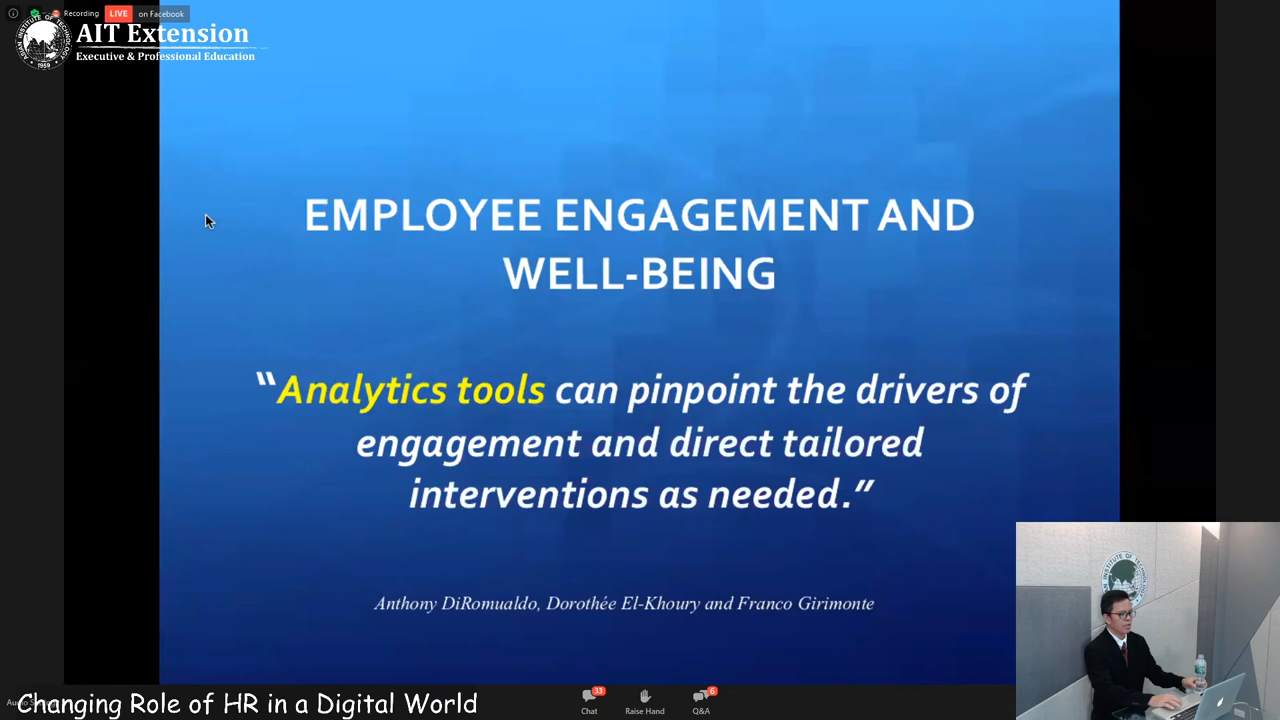 Recording LIVE on Facebook
AIT Extension
Executive & Professional Education
1959
EMPLOYEE ENGAGEMENT AND
WELL-BEING
“Analytics tools can pinpoint the drivers of
engagement and direct tailored
interventions as needed.”
Anthony DiRomualdo, Dorothée El-Khoury and Franco Girimonte
Changing Role of HR in a Digital World
33
Chat
Raise Hand
6
Q&A